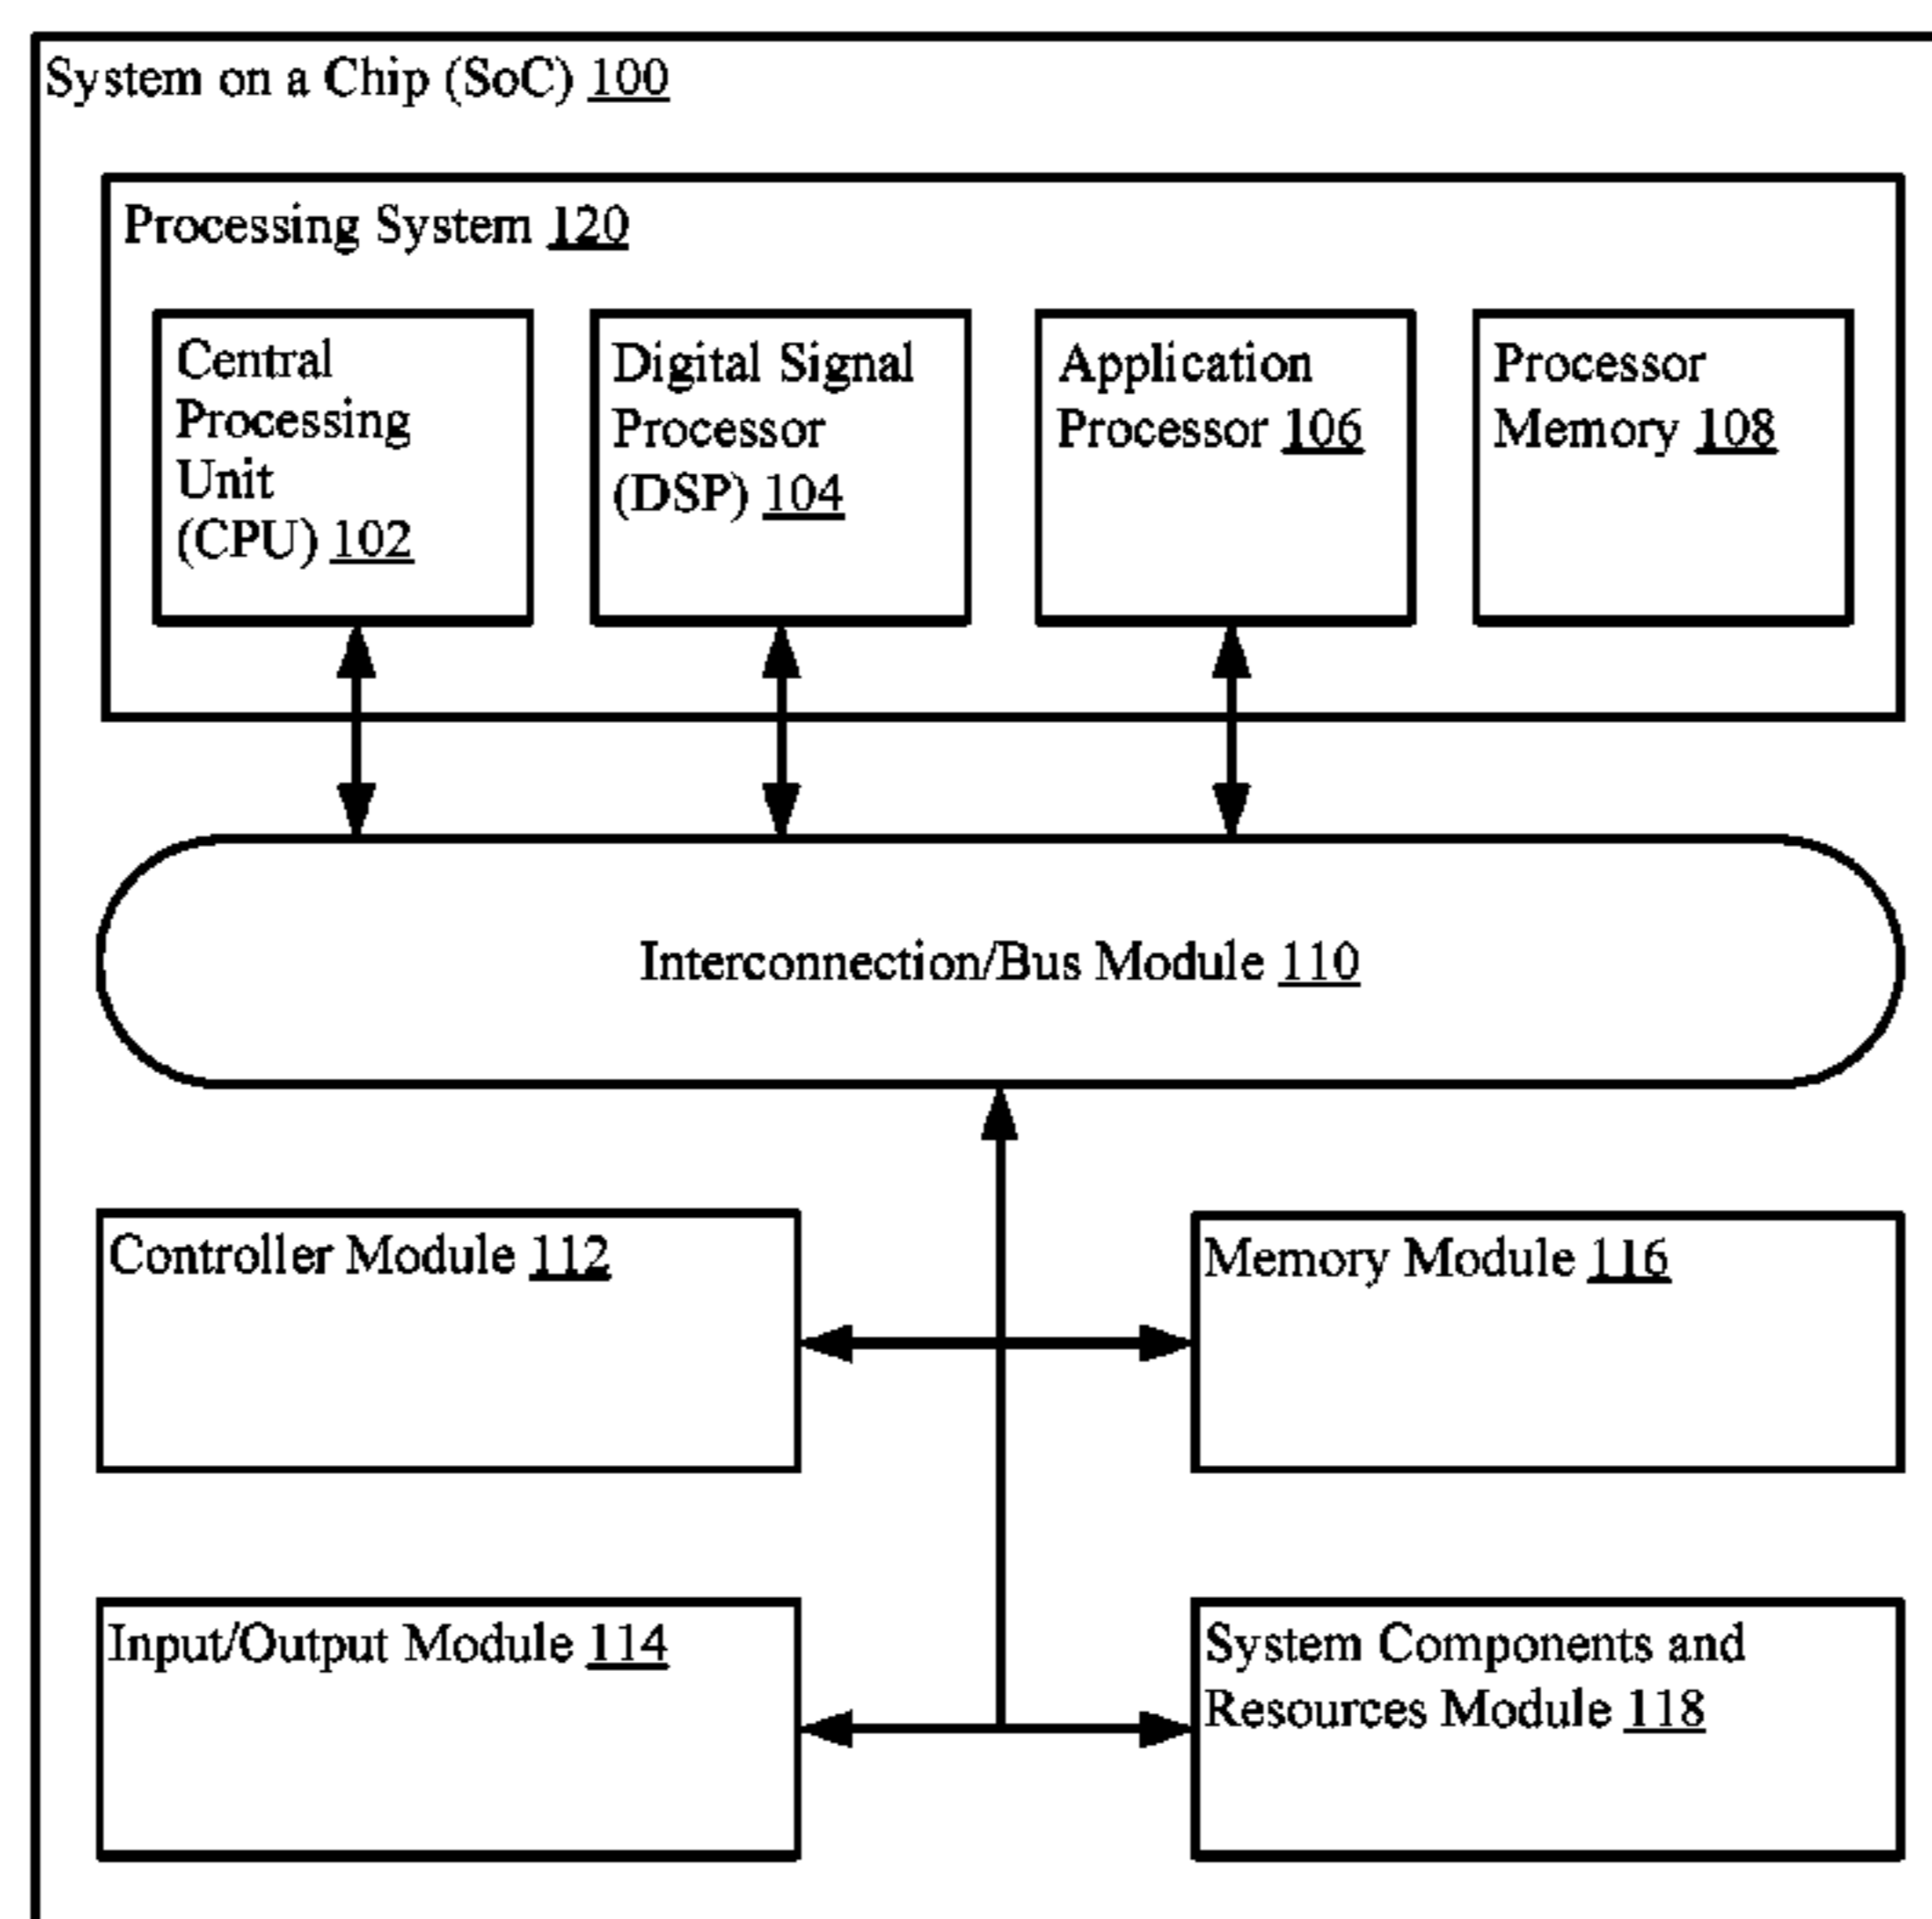 System on a Chip (SoC) 100
Processing System 120
Central
Processing
Unit
(CPU) 102
Digital Signal
Processor
(DSP) 104
Application
Processor 106
Processor
Memory 108
Interconnection/Bus Module 110
Controller Module 112
Memory Module 116
Input/Output Module 114
System Components and
Resources Module 118